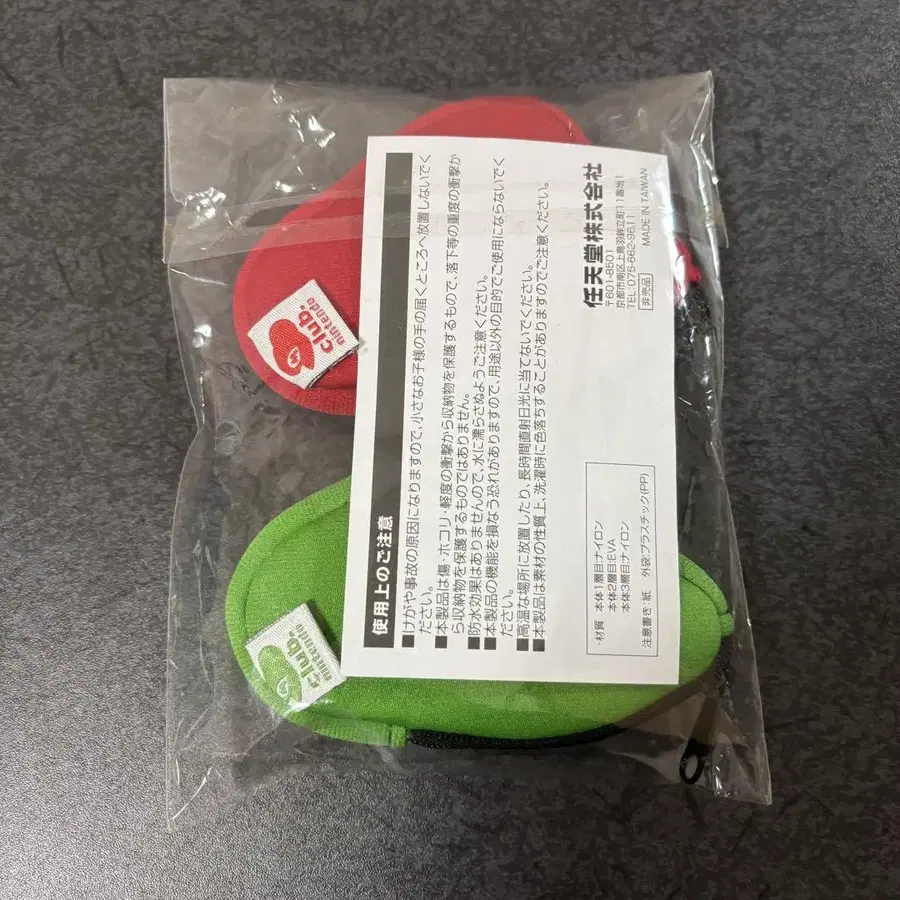 使用上のご注意
■けがや事故の原因になりますので、小さなお子様の手の届くところへ放置しないでく
ださい。
■本製品は傷・ホコリ・軽度の衝撃から収納物を保護するもので、落下等の重度の衝撃か
ら収納物を保護するものではありません。
■防水効果はありませんので、水に濡らさぬようご注意ください。
■本製品の機能を損なう恐れがありますので、用途以外の目的でご使用にならないでく
ださい。
■高温な場所に放置したり、長時間直射日光に当てないでください。
■本製品は素材の性質上、洗濯時に色落ちすることがありますのでご注意ください。
・材質 本体1層目:ナイロン
本体2層目:EVA
本体3層目:ナイロン
注意書き:紙 外袋:プラスチック(PP)
任天堂株式会社
〒601-8501
京都市南区上鳥羽鉾立町11番地1
TEL:075-662-9611
非売品 MADE IN TAIWAN
club
nintendo
club
nintendo